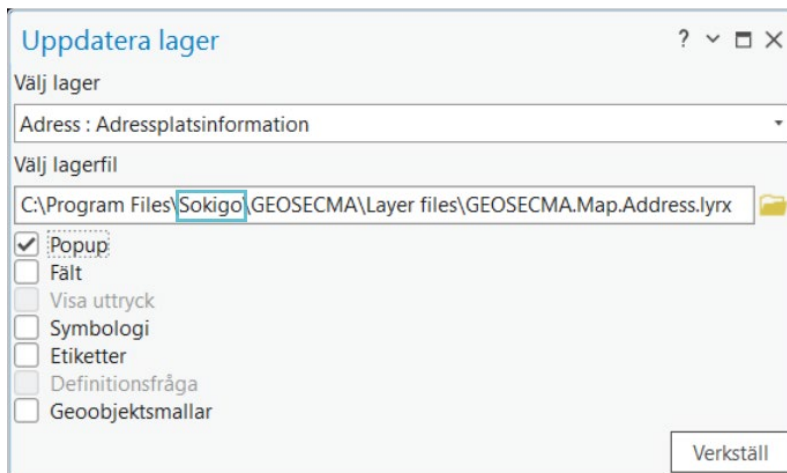 Uppdatera lager ?
Välj lager
Adress : Adressplatsinformation
Välj lagerfil
C:\Program Files\Sokigo\GEOSECMA\Layer files\GEOSECMA.Map.Address.lyrx
Popup
Fält
Visa uttryck
Symbologi
Etiketter
Definitionsfråga
Geoobjektsmallar
Verkställ